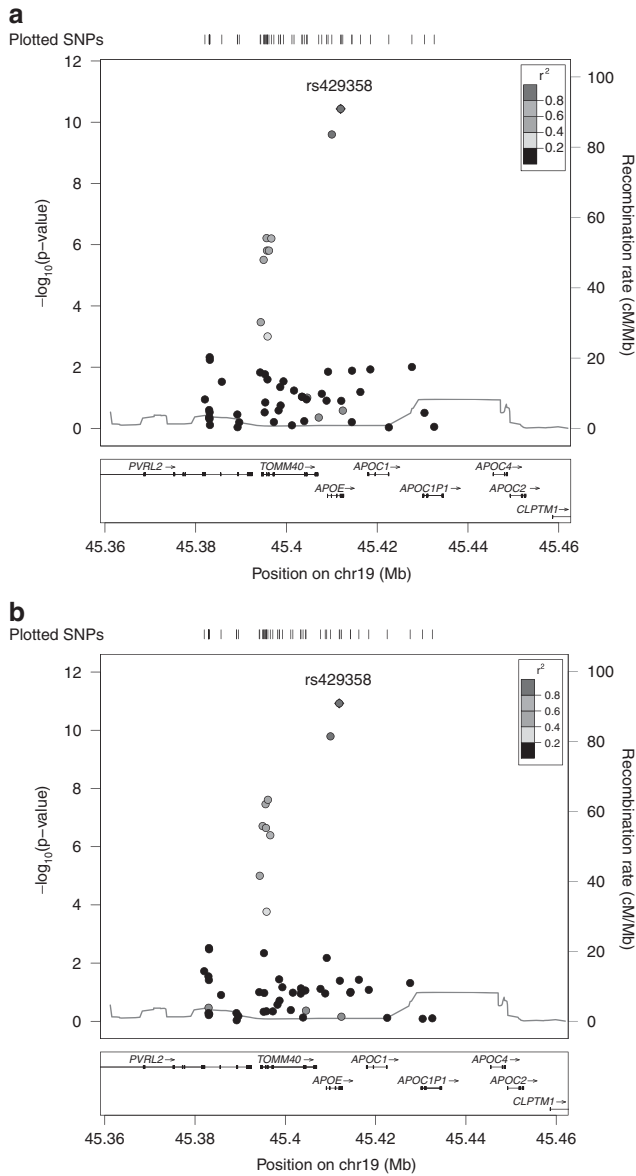 a
Plotted SNPs
12
10
8
6
4
2
0
−log10(p−value)
rs429358
r2
0.8
0.6
0.4
0.2
100
80
60
40
20
0
Recombination rate (cM/Mb)
PVRL2→ TOMM40→ APOC1→ APOC4→
APOE→ APOC1P1→ APOC2→
CLPTM1→
45.36 45.38 45.4 45.42 45.44 45.46
Position on chr19 (Mb)
b
Plotted SNPs
12
10
8
6
4
2
0
−log10(p−value)
rs429358
r2
0.8
0.6
0.4
0.2
100
80
60
40
20
0
Recombination rate (cM/Mb)
PVRL2→ TOMM40→ APOC1→ APOC4→
APOE→ APOC1P1→ APOC2→
CLPTM1→
45.36 45.38 45.4 45.42 45.44 45.46
Position on chr19 (Mb)